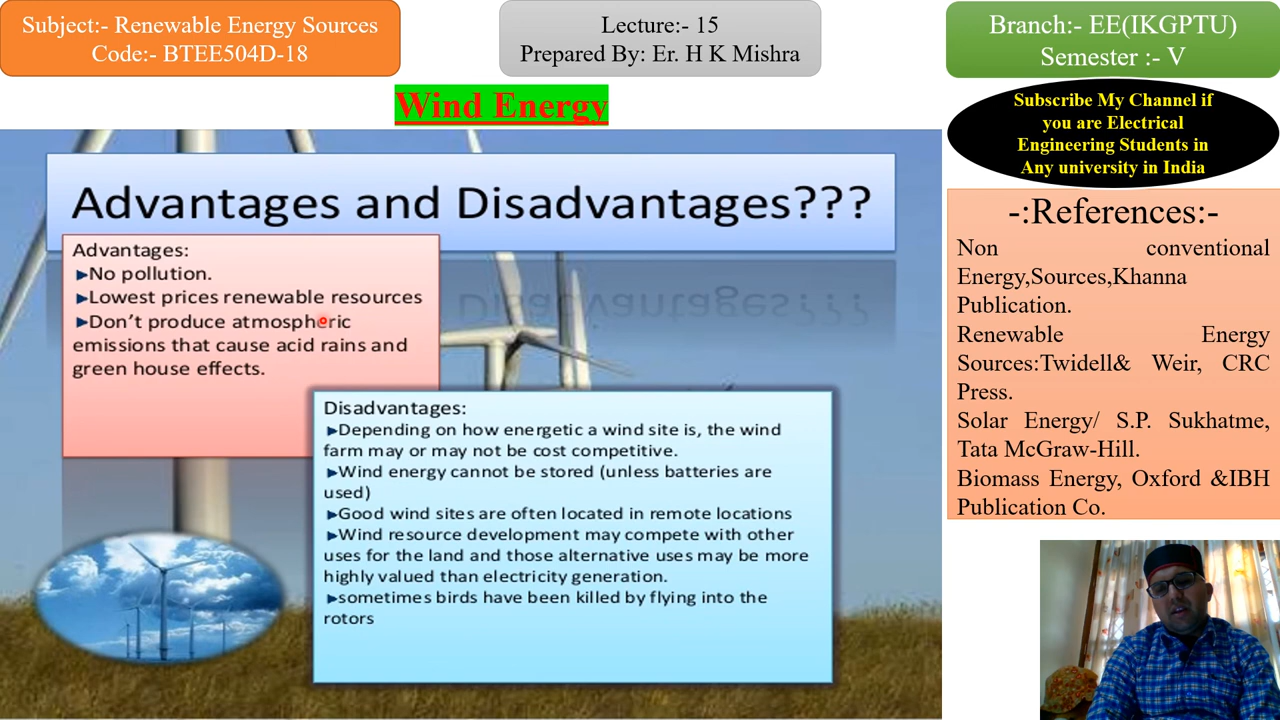 Subject:- Renewable Energy Sources
Code:- BTEE504D-18
Lecture:- 15
Prepared By: Er. H K Mishra
Branch:- EE(IKGPTU)
Semester :- V
Wind Energy
Subscribe My Channel if
you are Electrical
Engineering Students in
Any university in India
Advantages and Disadvantages???
Advantages:
►No pollution.
►Lowest prices renewable resources
►Don't produce atmospheric
emissions that cause acid rains and
green house effects.
Disadvantages:
►Depending on how energetic a wind site is, the wind
farm may or may not be cost competitive.
►Wind energy cannot be stored (unless batteries are
used)
►Good wind sites are often located in remote locations
►Wind resource development may compete with other
uses for the land and those alternative uses may be more
highly valued than electricity generation.
►sometimes birds have been killed by flying into the
rotors
-:References:-
Non conventional
Energy,Sources,Khanna
Publication.
Renewable Energy
Sources:Twidell& Weir, CRC
Press.
Solar Energy/ S.P. Sukhatme,
Tata McGraw-Hill.
Biomass Energy, Oxford &IBH
Publication Co.